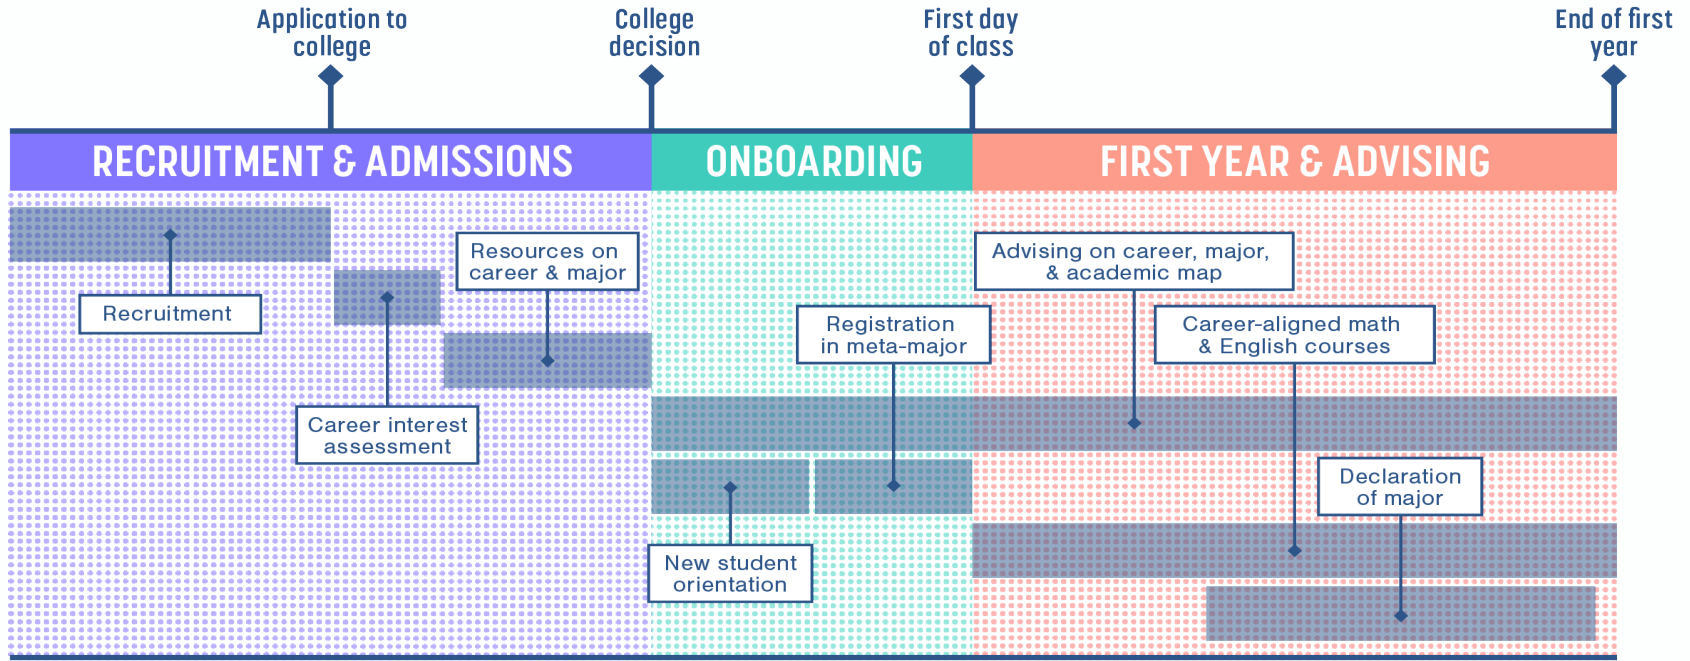 Application to
college
College
decision
First day
of class
End of first
year
RECRUITMENT & ADMISSIONS
ONBOARDING
FIRST YEAR & ADVISING
Recruitment
Career interest
assessment
Resources on
career & major
New student
orientation
Registration
in meta-major
Advising on career, major,
& academic map
Career-aligned math
& English courses
Declaration
of major